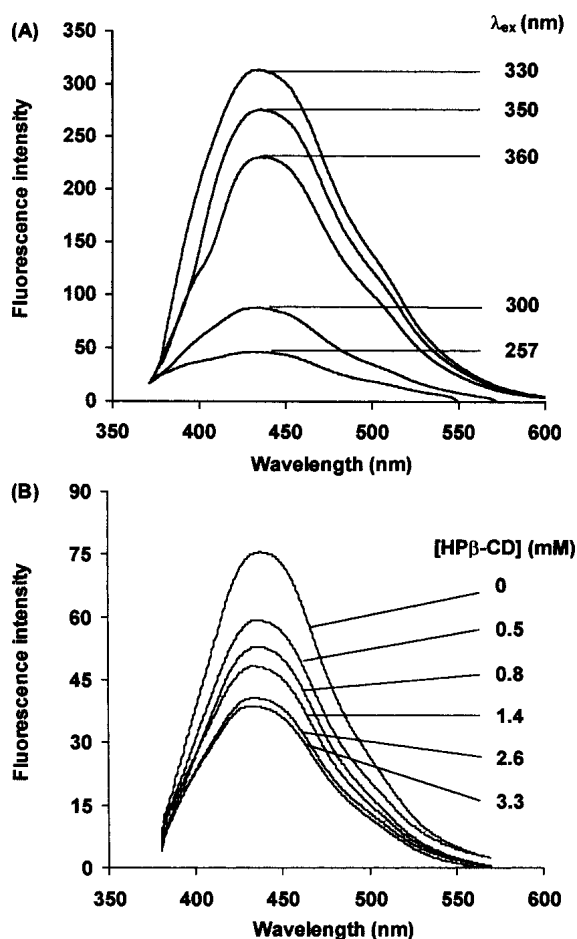 (A)
λex (nm)
350
300
250
200
150
100
50
0
Fluorescence intensity
330
350
360
300
257
350 400 450 500 550 600
Wavelength (nm)
(B)
90
75
60
45
30
15
0
Fluorescence intensity
[HPβ-CD] (mM)
0
0.5
0.8
1.4
2.6
3.3
350 400 450 500 550 600
Wavelength (nm)